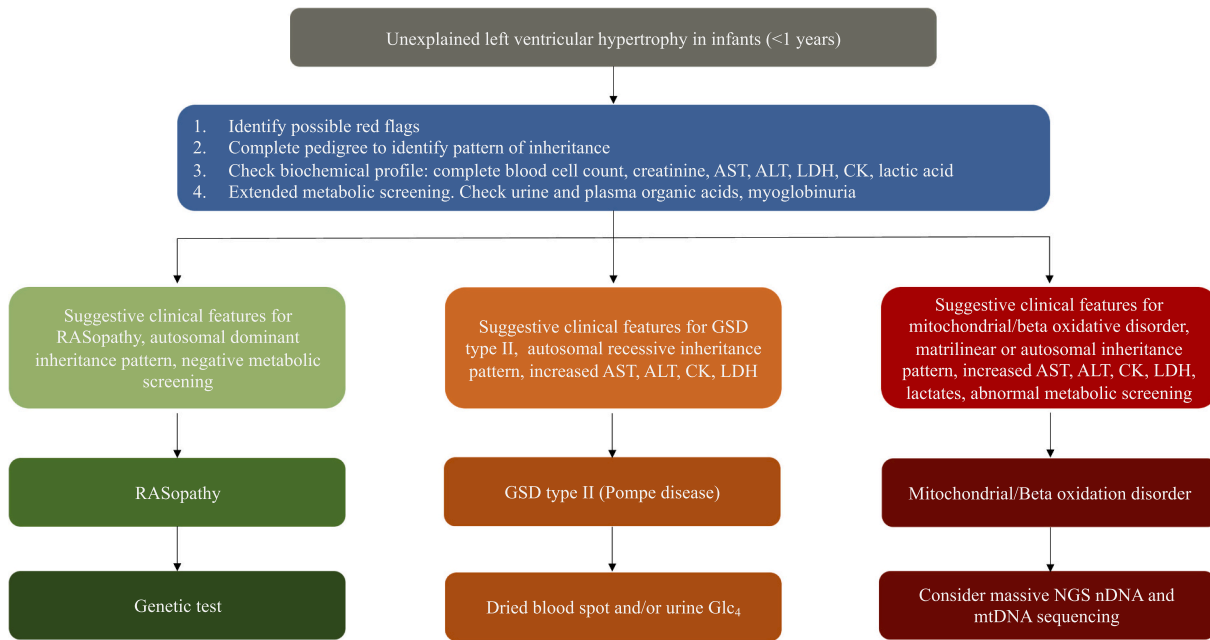 Unexplained left ventricular hypertrophy in infants (<1 years)
1. Identify possible red flags
2. Complete pedigree to identify pattern of inheritance
3. Check biochemical profile: complete blood cell count, creatinine, AST, ALT, LDH, CK, lactic acid
4. Extended metabolic screening. Check urine and plasma organic acids, myoglobinuria
Suggestive clinical features for
RASopathy, autosomal dominant
inheritance pattern, negative metabolic
screening
Suggestive clinical features for GSD
type II, autosomal recessive inheritance
pattern, increased AST, ALT, CK, LDH
Suggestive clinical features for
mitochondrial/beta oxidative disorder,
matrilinear or autosomal inheritance
pattern, increased AST, ALT, CK, LDH,
lactates, abnormal metabolic screening
RASopathy
GSD type II (Pompe disease)
Mitochondrial/Beta oxidation disorder
Genetic test
Dried blood spot and/or urine Glc₄
Consider massive NGS nDNA and
mtDNA sequencing